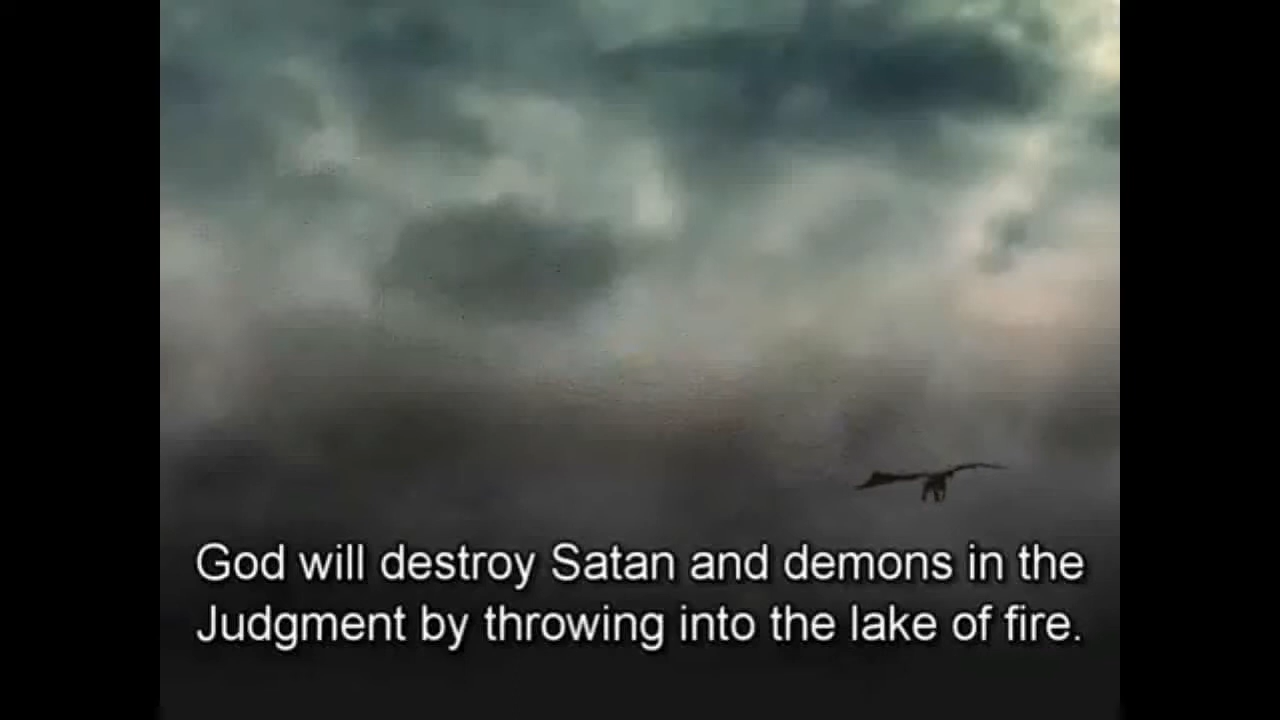 God will destroy Satan and demons in the
Judgment by throwing into the lake of fire.